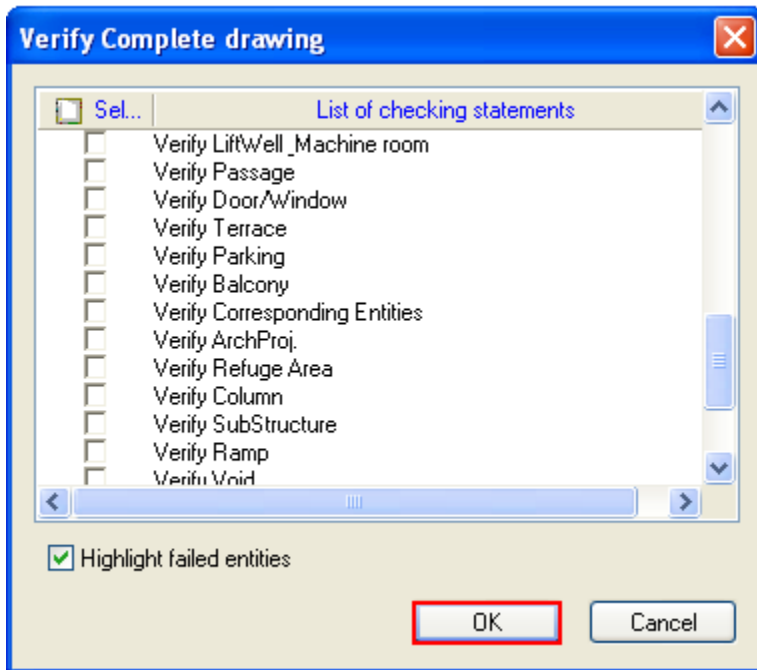 Verify Complete drawing
Sel... List of checking statements
Verify LiftWell_Machine room
Verify Passage
Verify Door/Window
Verify Terrace
Verify Parking
Verify Balcony
Verify Corresponding Entities
Verify ArchProj.
Verify Refuge Area
Verify Column
Verify SubStructure
Verify Ramp
Verify Void
Highlight failed entities
OK Cancel